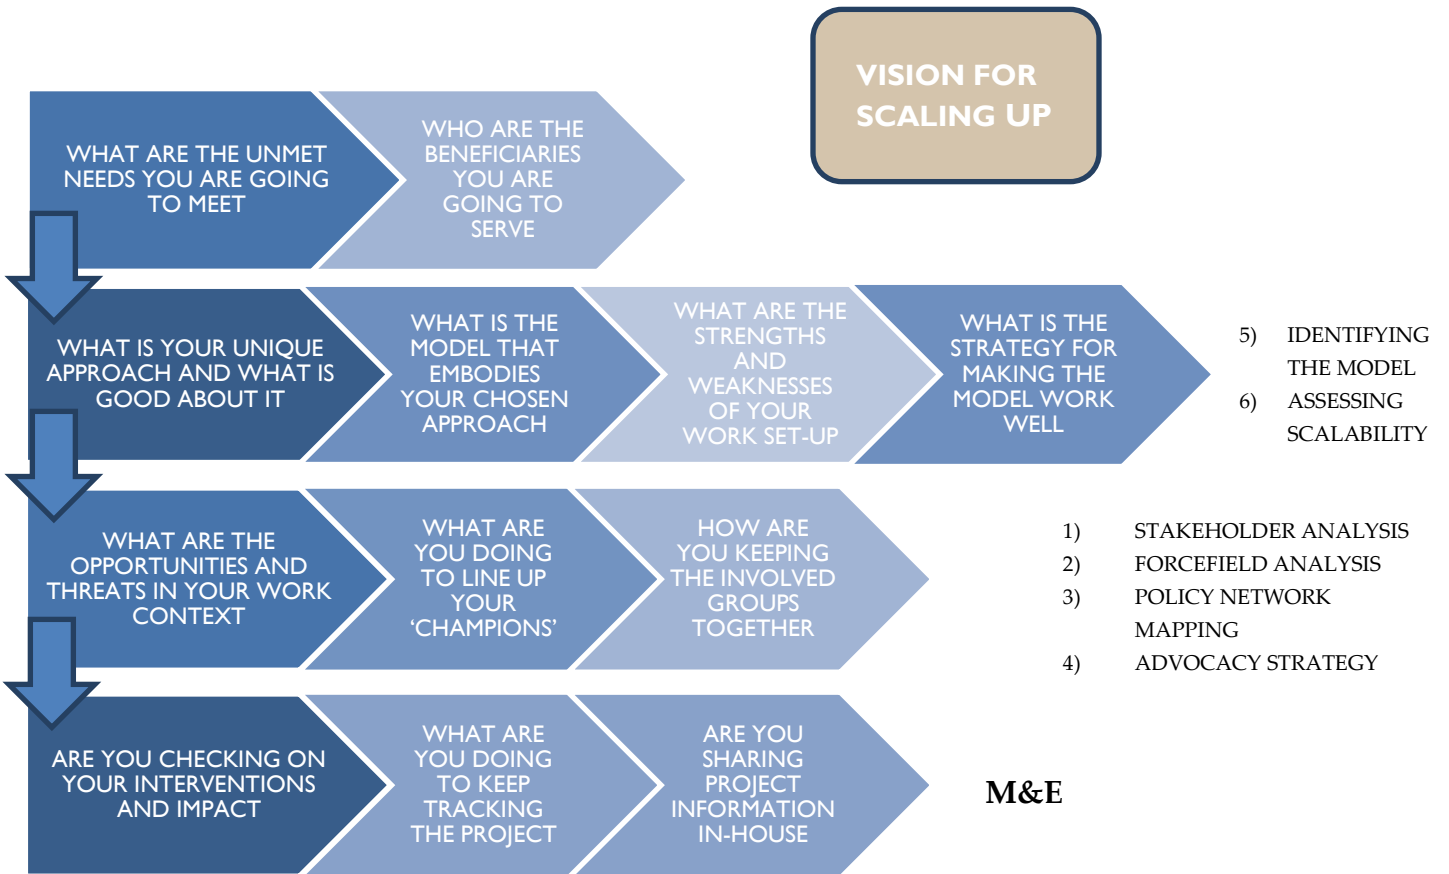 VISION FOR
SCALING UP
WHAT ARE THE UNMET
NEEDS YOU ARE GOING
TO MEET
WHO ARE THE
BENEFICIARIES
YOU ARE
GOING TO
SERVE
WHAT IS YOUR UNIQUE
APPROACH AND WHAT IS
GOOD ABOUT IT
WHAT IS THE
MODEL THAT
EMBODIES
YOUR CHOSEN
APPROACH
WHAT ARE THE
STRENGTHS
AND
WEAKNESSES
OF YOUR
WORK SET-UP
WHAT IS THE
STRATEGY FOR
MAKING THE
MODEL WORK
WELL
5) IDENTIFYING
THE MODEL
6) ASSESSING
SCALABILITY
WHAT ARE THE
OPPORTUNITIES AND
THREATS IN YOUR WORK
CONTEXT
WHAT ARE
YOU DOING
TO LINE UP
YOUR
‘CHAMPIONS’
HOW ARE
YOU KEEPING
THE INVOLVED
GROUPS
TOGETHER
1) STAKEHOLDER ANALYSIS
2) FORCEFIELD ANALYSIS
3) POLICY NETWORK
MAPPING
4) ADVOCACY STRATEGY
ARE YOU CHECKING ON
YOUR INTERVENTIONS
AND IMPACT
WHAT ARE
YOU DOING
TO KEEP
TRACKING
THE PROJECT
ARE YOU
SHARING
PROJECT
INFORMATION
IN-HOUSE
M&E